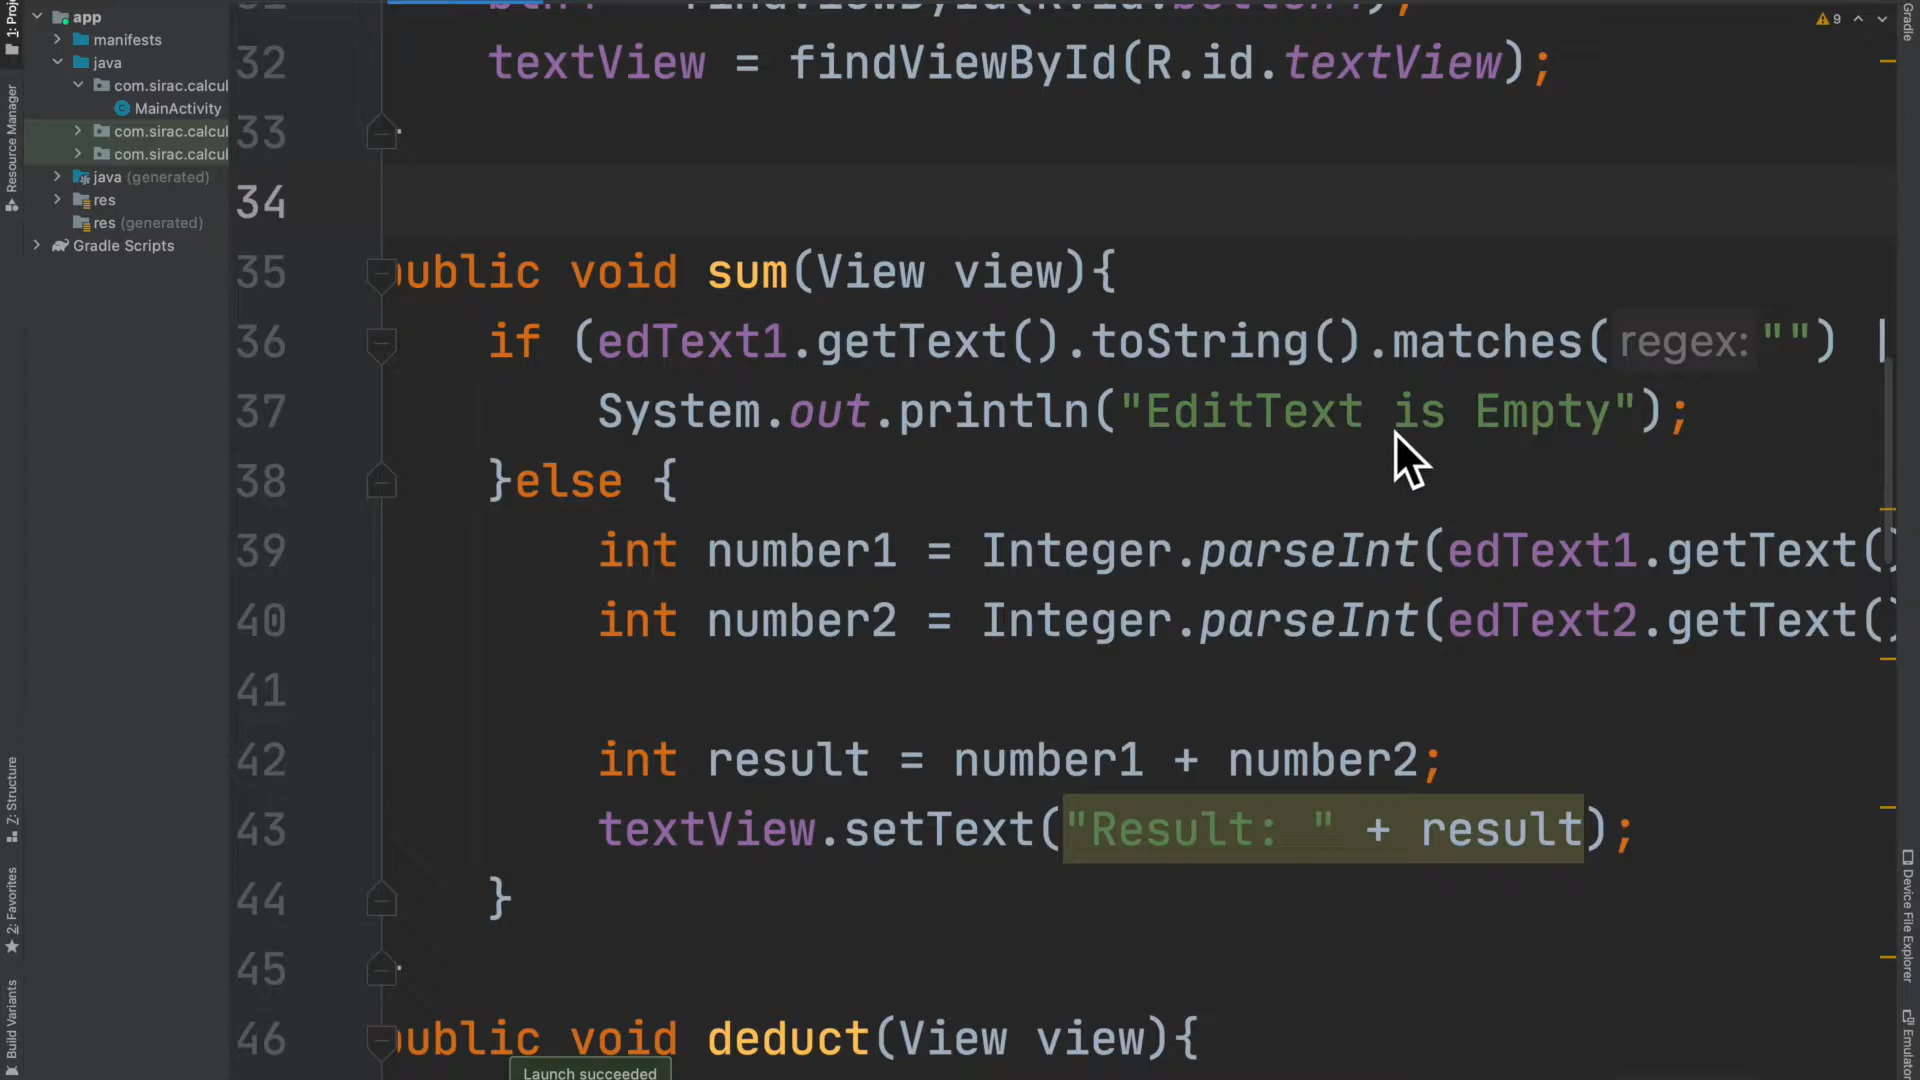 app
manifests
java
com.sirac.calcul
MainActivity
com.sirac.calcul
com.sirac.calcul
java (generated)
res
res (generated)
Gradle Scripts
Resource Manager
Z: Structure
2: Favorites
Build Variants
9
32 textView = findViewById(R.id.textView);
33
34
35 public void sum(View view){
36 if (edText1.getText().toString().matches( regex: "") |
37 System.out.println("EditText is Empty");
38 }else {
39 int number1 = Integer.parseInt(edText1.getText()
40 int number2 = Integer.parseInt(edText2.getText()
41
42 int result = number1 + number2;
43 textView.setText("Result: " + result);
44 }
45
46 public void deduct(View view){
Launch succeeded
Gradle
Device File Explorer
Emulator